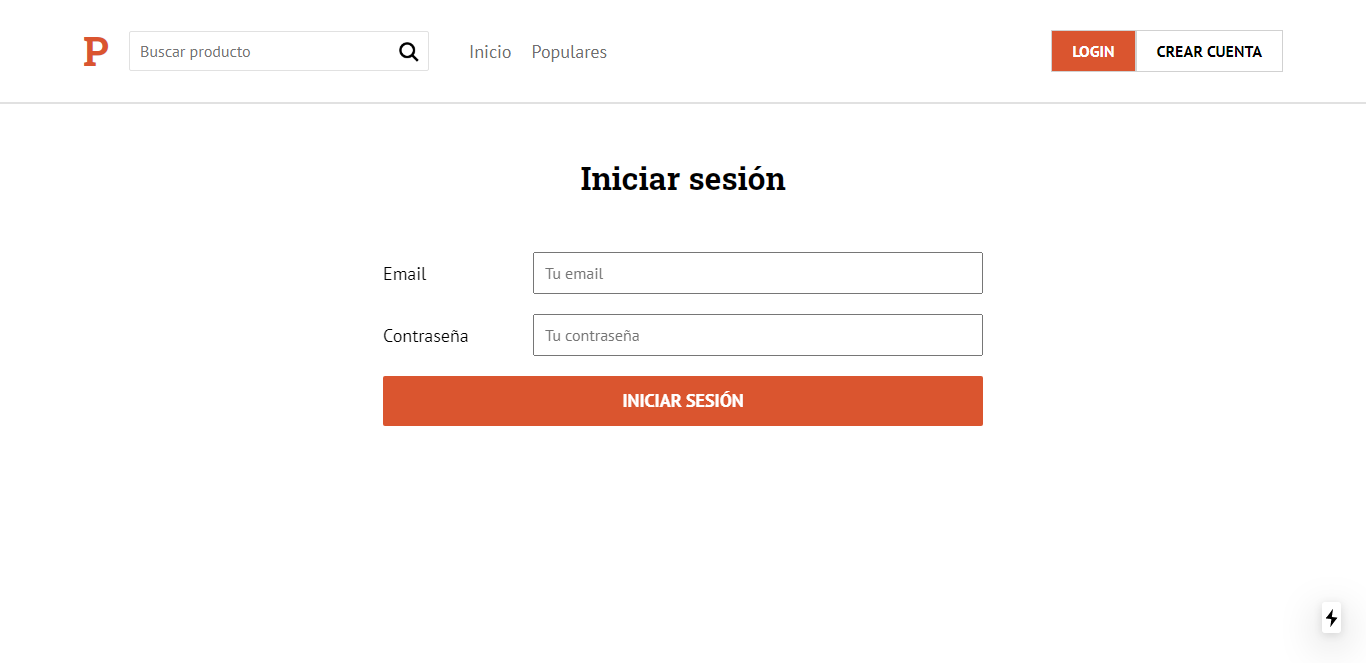 P
Buscar producto
Inicio
Populares
LOGIN
CREAR CUENTA
Iniciar sesión
Email
Tu email
Contraseña
Tu contraseña
INICIAR SESIÓN